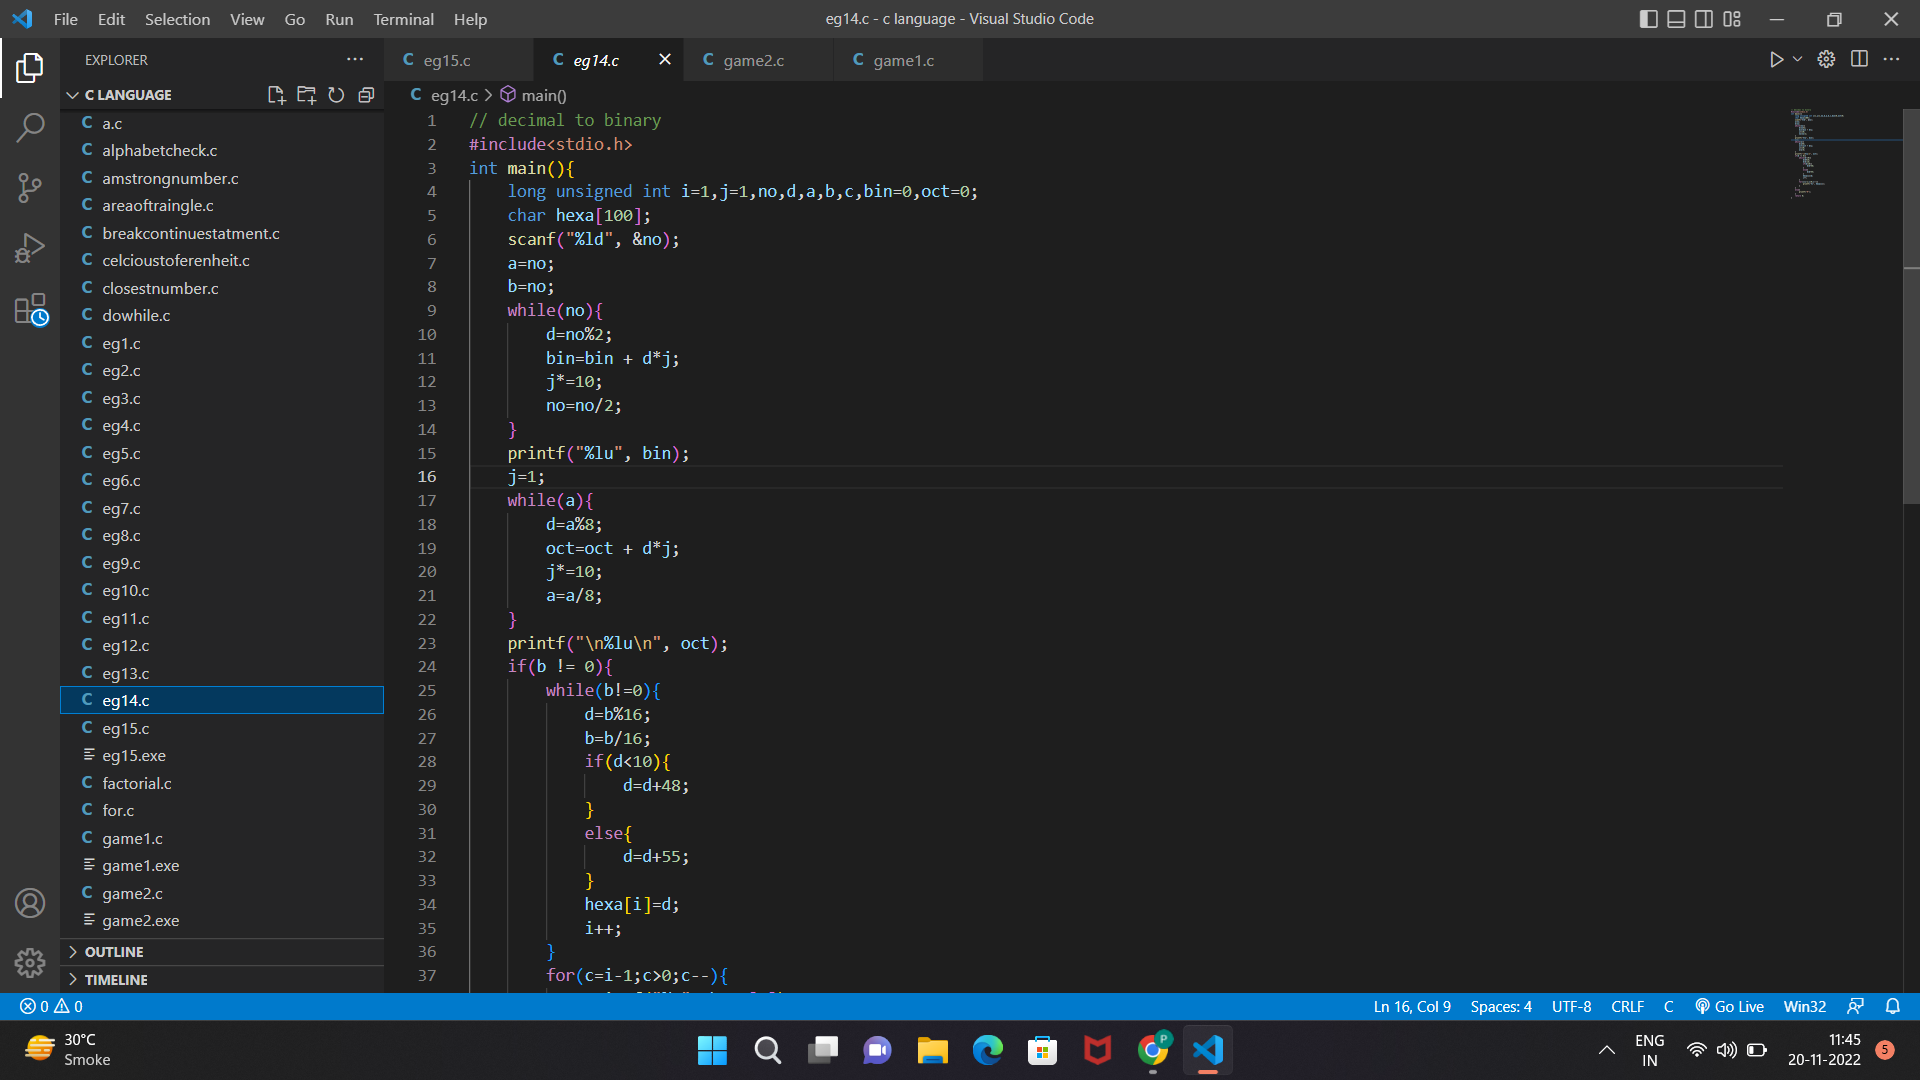 File Edit Selection View Go Run Terminal Help
eg14.c - c language - Visual Studio Code
EXPLORER
C LANGUAGE
C a.c
C alphabetcheck.c
C amstrongnumber.c
C areaoftraingle.c
C breakcontinuestatment.c
C celcioustoferenheit.c
C closestnumber.c
C dowhile.c
C eg1.c
C eg2.c
C eg3.c
C eg4.c
C eg5.c
C eg6.c
C eg7.c
C eg8.c
C eg9.c
C eg10.c
C eg11.c
C eg12.c
C eg13.c
C eg14.c
C eg15.c
eg15.exe
C factorial.c
C for.c
C game1.c
game1.exe
C game2.c
game2.exe
OUTLINE
TIMELINE
C eg15.c C eg14.c C game2.c C game1.c
C eg14.c > main()
1 // decimal to binary
2 #include<stdio.h>
3 int main(){
4 long unsigned int i=1,j=1,no,d,a,b,c,bin=0,oct=0;
5 char hexa[100];
6 scanf("%ld", &no);
7 a=no;
8 b=no;
9 while(no){
10 d=no%2;
11 bin=bin + d*j;
12 j*=10;
13 no=no/2;
14 }
15 printf("%lu", bin);
16 j=1;
17 while(a){
18 d=a%8;
19 oct=oct + d*j;
20 j*=10;
21 a=a/8;
22 }
23 printf("\n%lu\n", oct);
24 if(b != 0){
25 while(b!=0){
26 d=b%16;
27 b=b/16;
28 if(d<10){
29 d=d+48;
30 }
31 else{
32 d=d+55;
33 }
34 hexa[i]=d;
35 i++;
36 }
37 for(c=i-1;c>0;c--){
0 0
Ln 16, Col 9 Spaces: 4 UTF-8 CRLF C Go Live Win32
30°C
Smoke
P
ENG
IN
11:45
20-11-2022
5